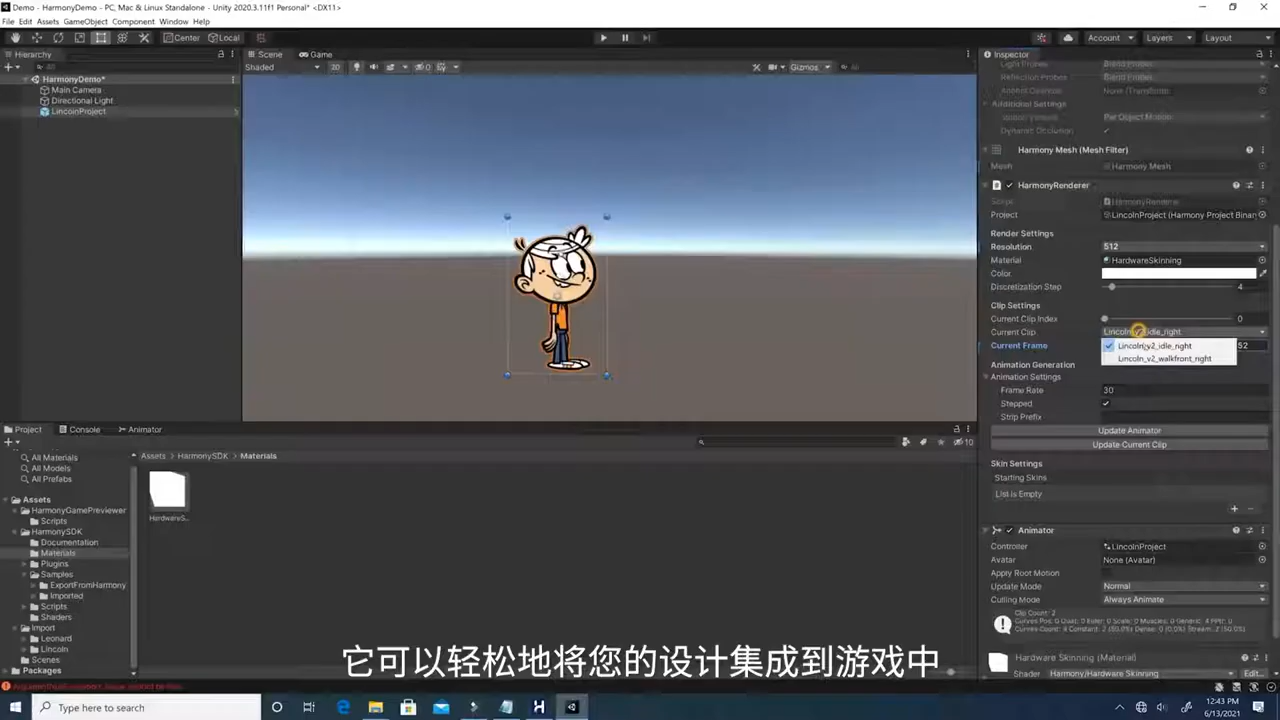 Demo - HarmonyDemo - PC, Mac & Linux Standalone - Unity 2020.3.11f1 Personal* <DX11>
File Edit Assets GameObject Component Window Help
Center Local
Account Layers Layout
Hierarchy
All
HarmonyDemo*
Main Camera
Directional Light
LincolnProject
Scene Game
Shaded 2D 0 Gizmos All
Inspector
Light Probes Blend Probes
Reflection Probes Blend Probes
Anchor Override None (Transform)
Additional Settings
Per Object Motion
Dynamic Occlusion
Harmony Mesh (Mesh Filter)
Mesh Harmony Mesh
HarmonyRenderer
Script HarmonyRenderer
Project LincolnProject (Harmony Project Binar
Render Settings
Resolution 512
Material HardwareSkinning
Color
Discretization Step 4
Clip Settings
Current Clip Index 0
Current Clip Lincoln_v2_idle_right
Current Frame 52
Lincoln_v2_idle_right
Lincoln_v2_walkfront_right
Animation Generation
Animation Settings
Frame Rate 30
Stepped
Strip Prefix
Update Animator
Update Current Clip
Skin Settings
Starting Skins
List is Empty
Animator
Controller LincolnProject
Avatar None (Avatar)
Apply Root Motion
Update Mode Normal
Culling Mode Always Animate
Clip Count: 2
Curves Pos: 0 Quat: 0 Euler: 0 Scale: 0 Muscles: 0 Generic: 4 PPtr: 0
Curves Count: 4 Constant: 2 (50.0%) Dense: 0 (0.0%) Stream: 2 (50.0%)
Hardware Skinning (Material)
Shader Harmony/Hardware Skinning Edit...
Project Console Animator
10
All Materials
All Models
All Prefabs
Assets
HarmonyGamePreviewer
Scripts
HarmonySDK
Documentation
Materials
Plugins
Samples
ExportFromHarmony
Imported
Scripts
Shaders
Import
Leonard
Lincoln
Scenes
Packages
Assets HarmonySDK Materials
HardwareS...
它可以轻松地将您的设计集成到游戏中
Type here to search
12:43 PM
6/13/2021